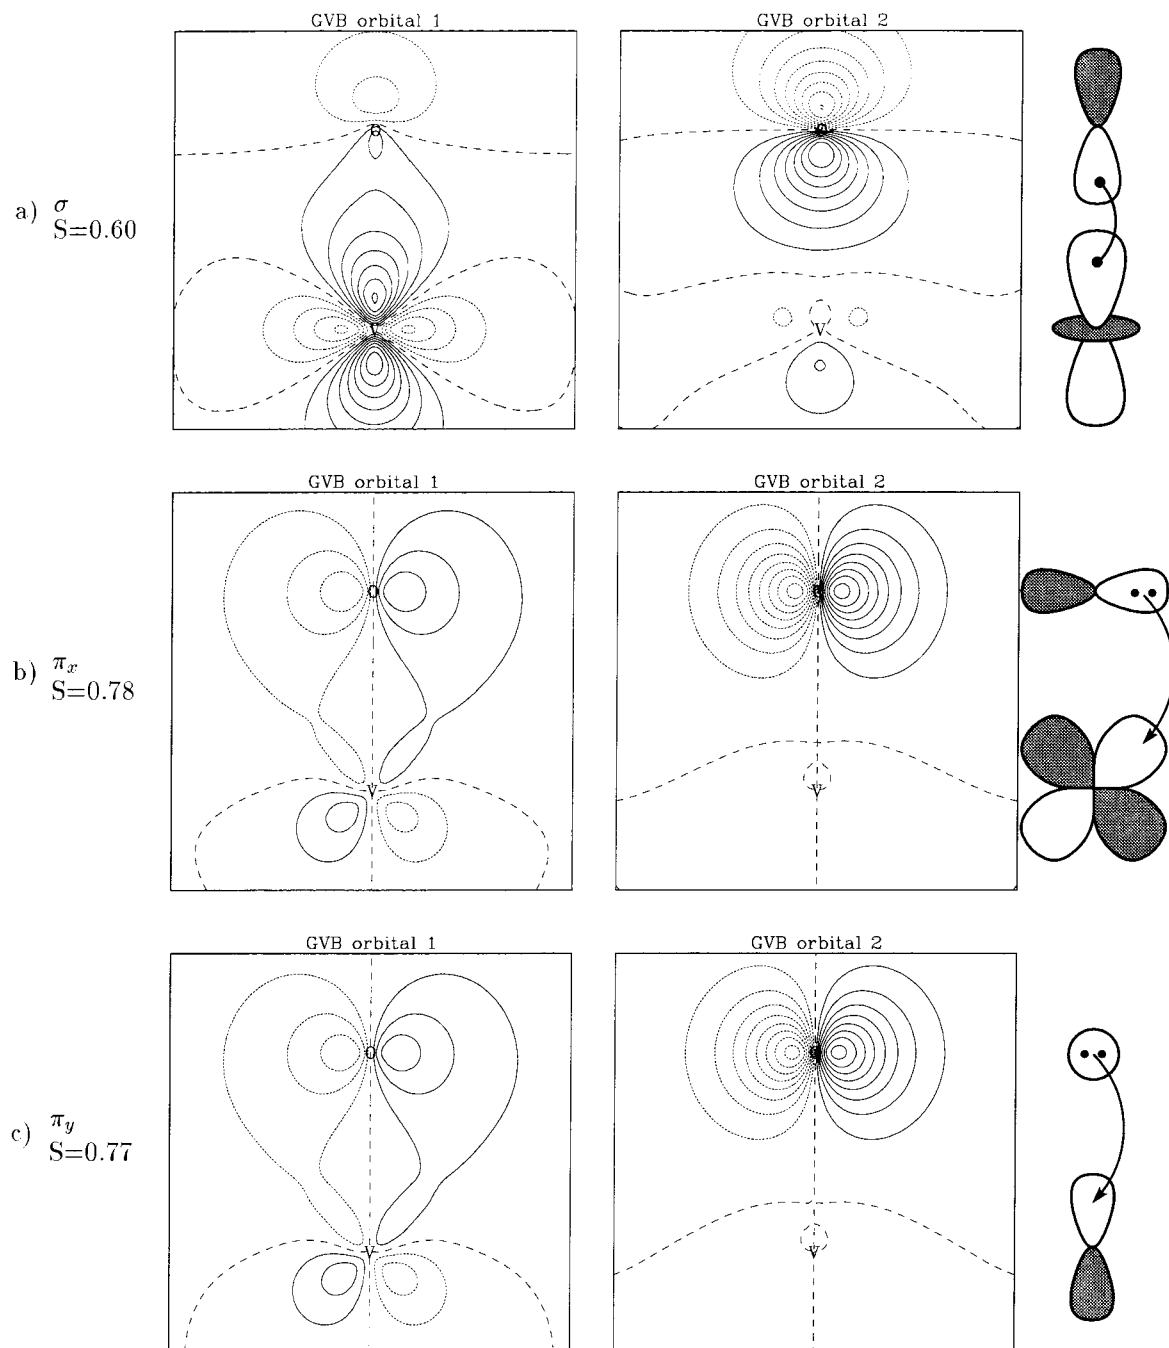 GVB orbital 1
GVB orbital 2
O
O
a) σ
S=0.60
V
V
GVB orbital 1
GVB orbital 2
O
O
b) πx
S=0.78
V
V
GVB orbital 1
GVB orbital 2
O
O
c) πy
S=0.77
V
V